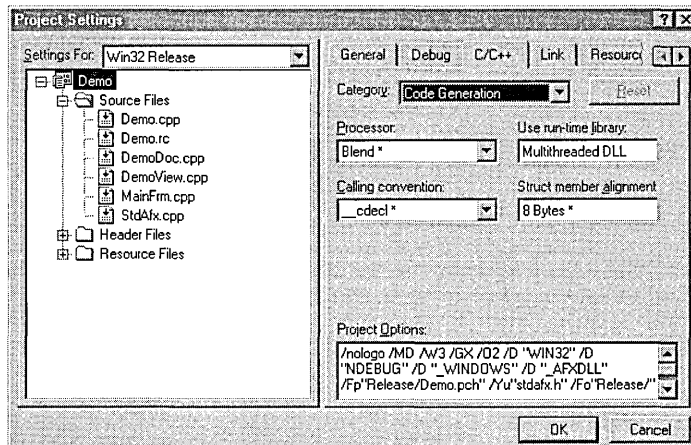 Project Settings
Settings For: Win32 Release
Demo
Source Files
Demo.cpp
Demo.rc
DemoDoc.cpp
DemoView.cpp
MainFrm.cpp
StdAfx.cpp
Header Files
Resource Files
General Debug C/C++ Link
Category: Code Generation Reset
Processor: Use run-time library:
Blend * Multithreaded DLL
Calling convention: Struct member alignment
__cdecl * 8 Bytes *
Project Options:
/nologo /MD /W3 /GX /O2 /D "WIN32" /D
"NDEBUG" /D "_WINDOWS" /D "_AFXDLL"
/Fp"Release/Demo.pch" /Yu"stdafx.h" /Fo"Release/"
OK Cancel